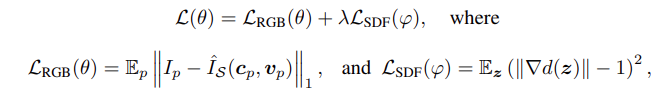 ℒ(θ) = ℒ_RGB(θ) + λℒ_SDF(φ), where
ℒ_RGB(θ) = 𝔼_p ‖I_p − Î_𝒮(𝒄_p, 𝒗_p)‖_1 , and ℒ_SDF(φ) = 𝔼_𝒛 (‖∇d(𝒛)‖ − 1)^2 ,